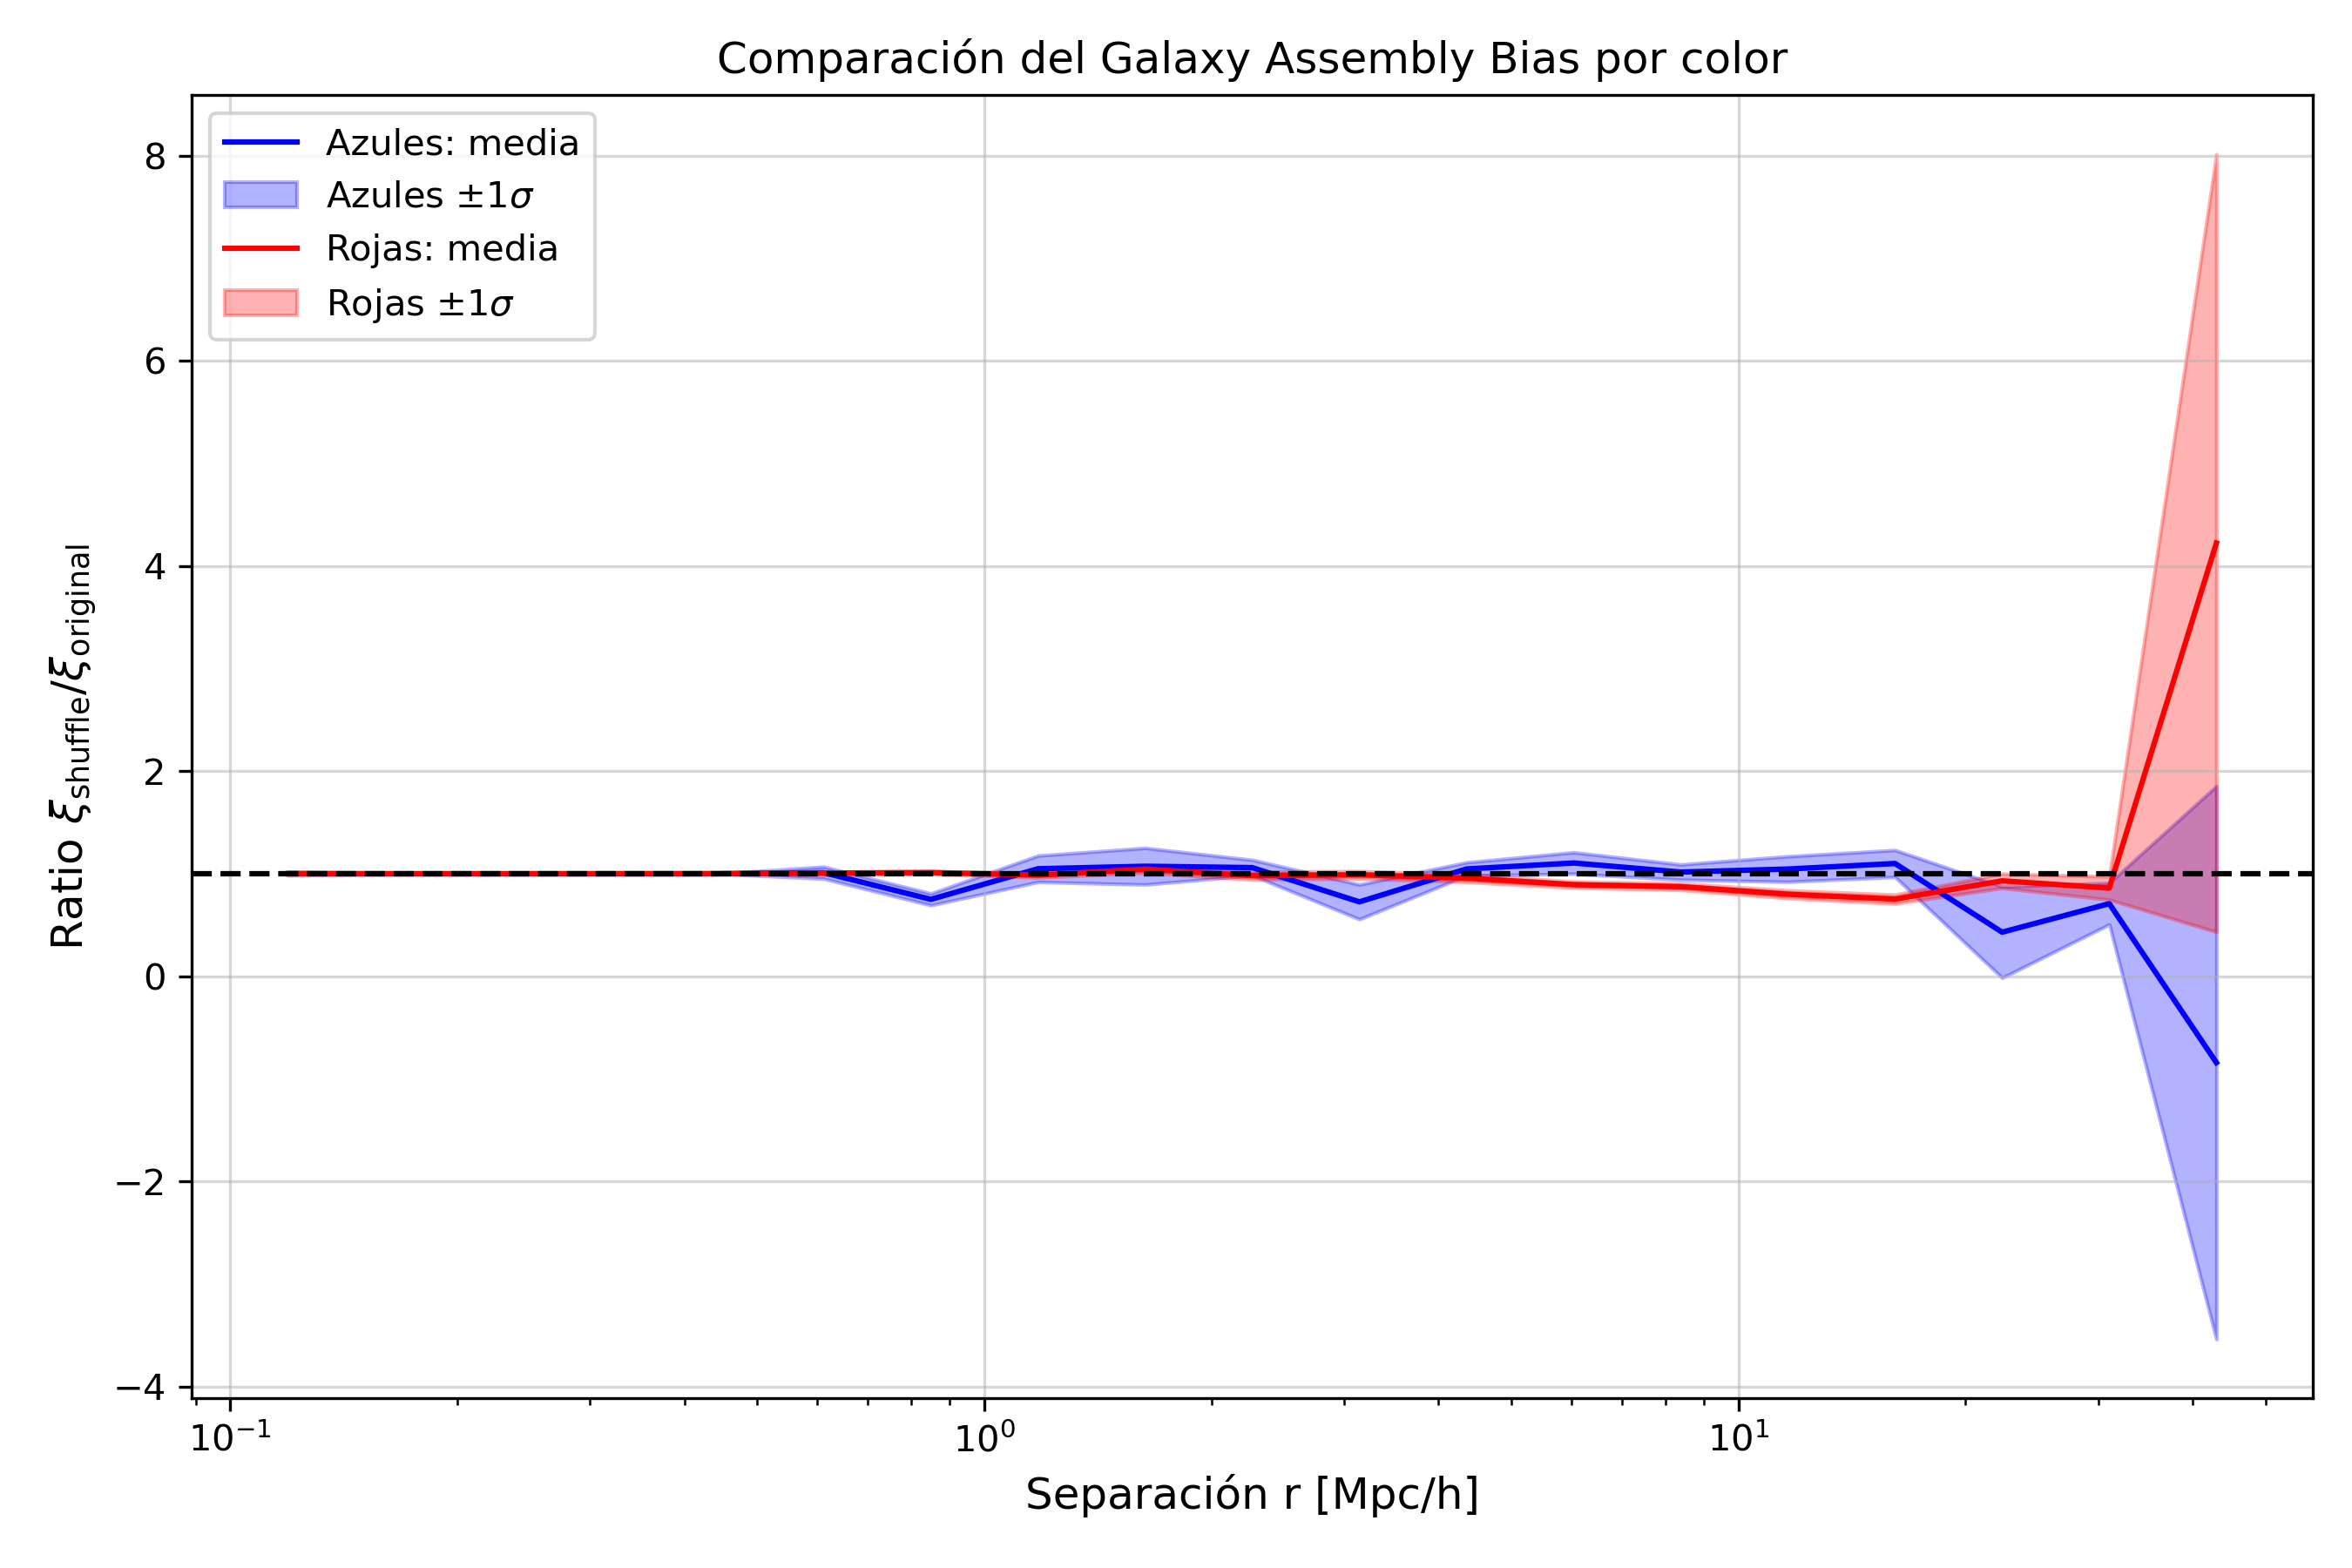 Comparación del Galaxy Assembly Bias por color
Azules: media
Azules ±1σ
Rojas: media
Rojas ±1σ
8
6
4
2
0
−2
−4
Ratio ξshuffle/ξoriginal
10⁻¹
10⁰
10¹
Separación r [Mpc/h]